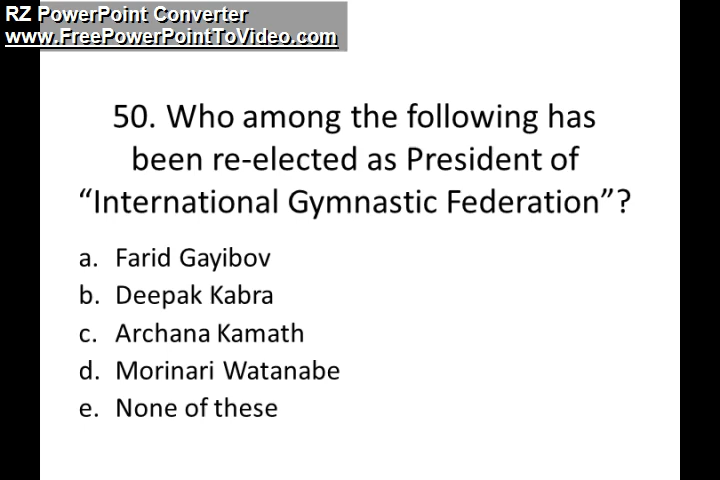 RZ PowerPoint Converter
www.FreePowerPointToVideo.com
50. Who among the following has
been re-elected as President of
“International Gymnastic Federation”?
a. Farid Gayibov
b. Deepak Kabra
c. Archana Kamath
d. Morinari Watanabe
e. None of these